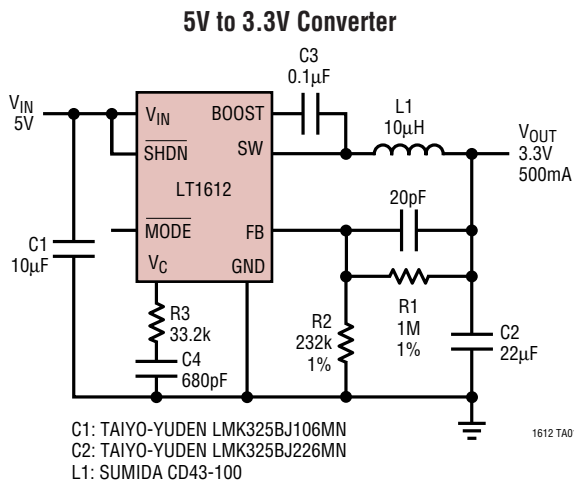 5V to 3.3V Converter
C3
0.1µF
VIN
5V
VIN
BOOST
L1
10µH
VOUT
3.3V
500mA
SHDN
SW
LT1612
20pF
MODE
FB
C1
10µF
VC
GND
R3
33.2k
R2
232k
1%
R1
1M
1%
C2
22µF
C4
680pF
C1: TAIYO-YUDEN LMK325BJ106MN
C2: TAIYO-YUDEN LMK325BJ226MN
L1: SUMIDA CD43-100
1612 TA0